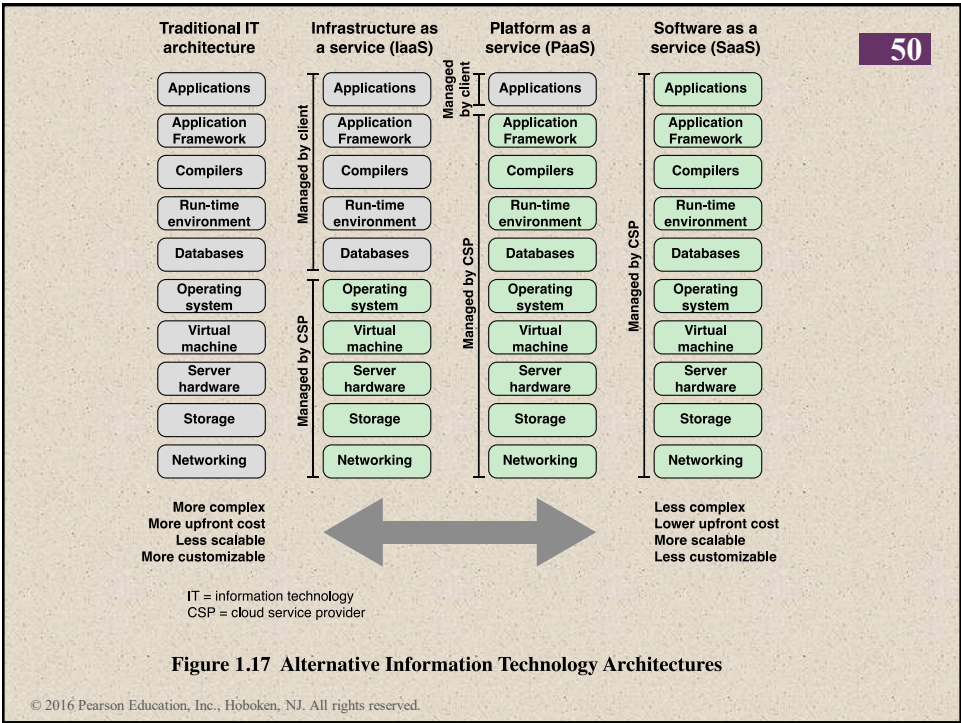 50
Traditional IT
architecture
Applications
Application
Framework
Compilers
Run-time
environment
Databases
Operating
system
Virtual
machine
Server
hardware
Storage
Networking
Infrastructure as
a service (IaaS)
Managed by client
Managed by CSP
Applications
Application
Framework
Compilers
Run-time
environment
Databases
Operating
system
Virtual
machine
Server
hardware
Storage
Networking
Platform as a
service (PaaS)
Managed
by client
Managed by CSP
Applications
Application
Framework
Compilers
Run-time
environment
Databases
Operating
system
Virtual
machine
Server
hardware
Storage
Networking
Software as a
service (SaaS)
Managed by CSP
Applications
Application
Framework
Compilers
Run-time
environment
Databases
Operating
system
Virtual
machine
Server
hardware
Storage
Networking
More complex
More upfront cost
Less scalable
More customizable
Less complex
Lower upfront cost
More scalable
Less customizable
IT = information technology
CSP = cloud service provider
Figure 1.17 Alternative Information Technology Architectures
© 2016 Pearson Education, Inc., Hoboken, NJ. All rights reserved.